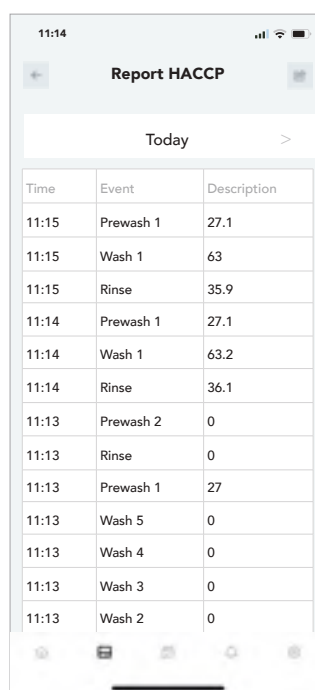 11:14
Report HACCP
Today >
Time Event Description
11:15 Prewash 1 27.1
11:15 Wash 1 63
11:15 Rinse 35.9
11:14 Prewash 1 27.1
11:14 Wash 1 63.2
11:14 Rinse 36.1
11:13 Prewash 2 0
11:13 Rinse 0
11:13 Prewash 1 27
11:13 Wash 5 0
11:13 Wash 4 0
11:13 Wash 3 0
11:13 Wash 2 0